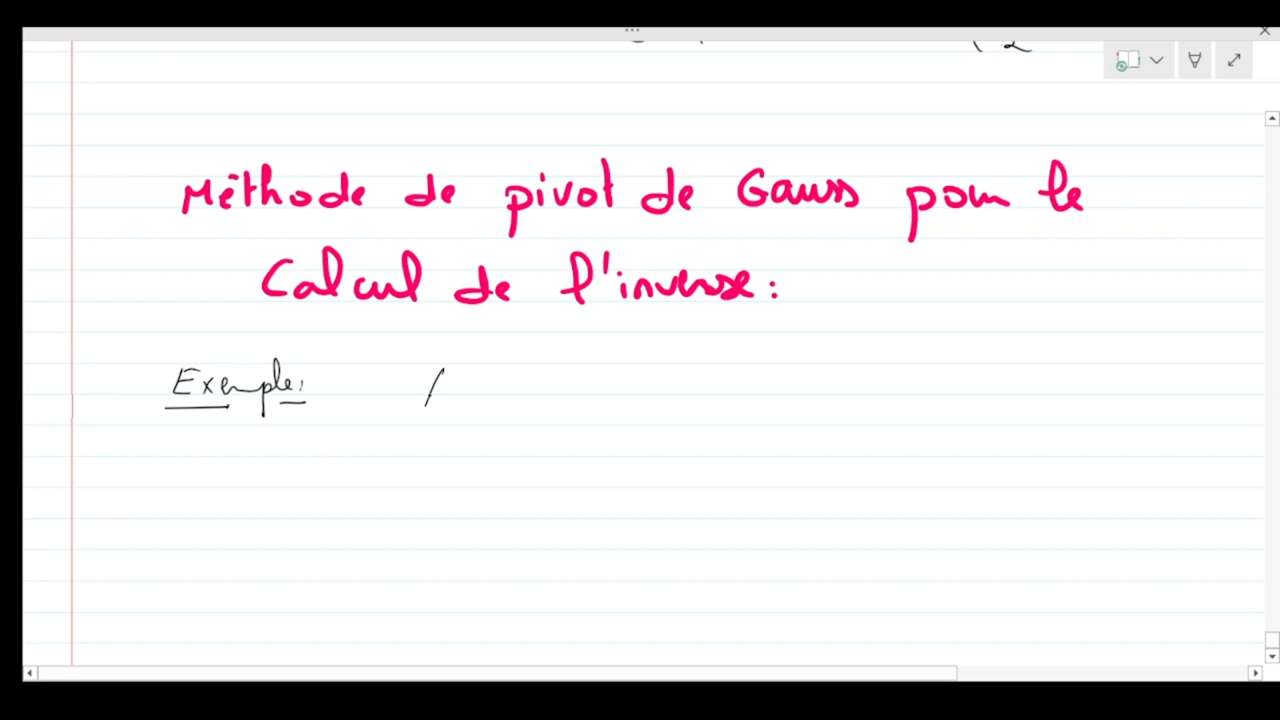 Méthode de pivot de Gauss pour le
Calcul de l'inverse :
Exemple :